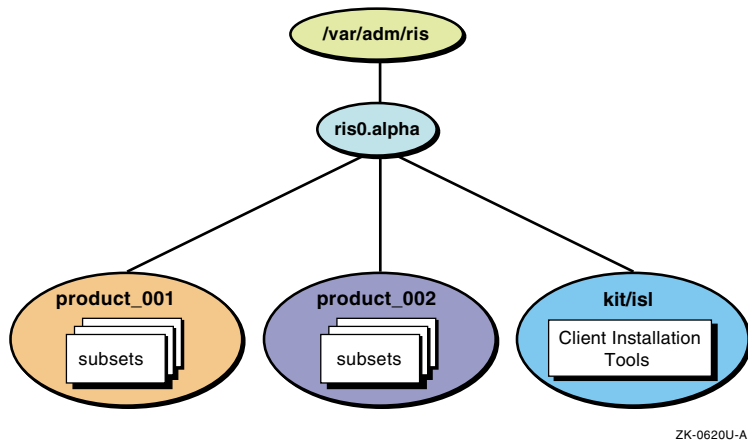 /var/adm/ris
ris0.alpha
product_001
subsets
product_002
subsets
kit/isl
Client Installation
Tools
ZK-0620U-A